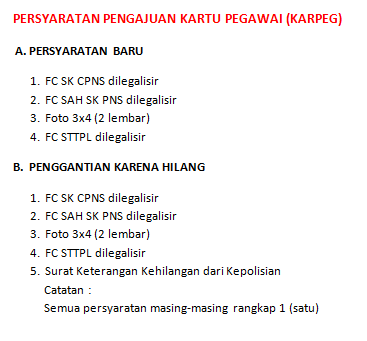 PERSYARATAN PENGAJUAN KARTU PEGAWAI (KARPEG)
A. PERSYARATAN BARU
1. FC SK CPNS dilegalisir
2. FC SAH SK PNS dilegalisir
3. Foto 3x4 (2 lembar)
4. FC STTPL dilegalisir
B. PENGGANTIAN KARENA HILANG
1. FC SK CPNS dilegalisir
2. FC SAH SK PNS dilegalisir
3. Foto 3x4 (2 lembar)
4. FC STTPL dilegalisir
5. Surat Keterangan Kehilangan dari Kepolisian
Catatan :
Semua persyaratan masing-masing rangkap 1 (satu)